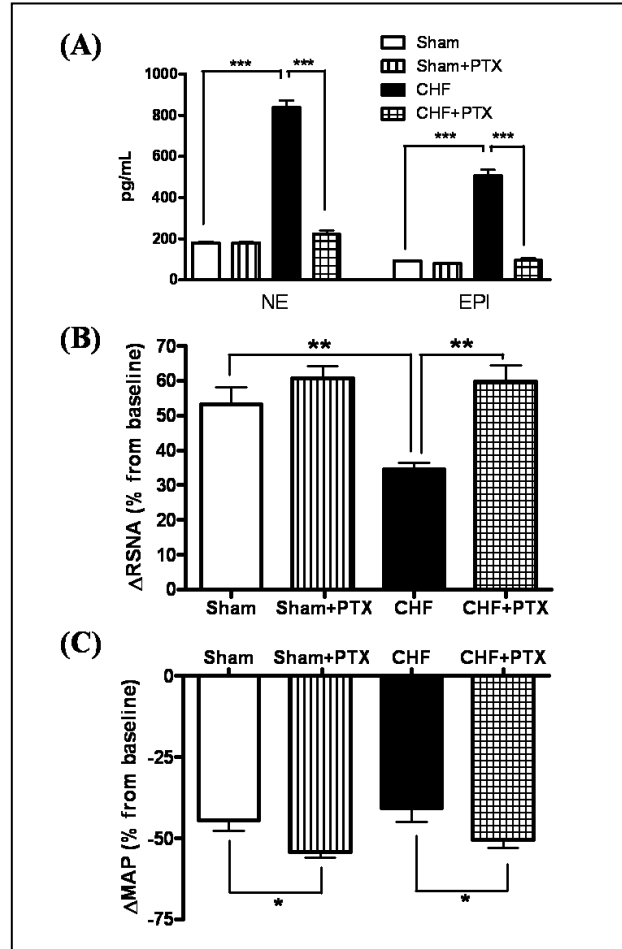 (A)
Sham
Sham+PTX
CHF
CHF+PTX
*** ***
*** ***
1000
800
600
400
200
0
pg/mL
NE EPI
(B)
** **
70
60
50
40
30
20
10
0
ΔRSNA (% from baseline)
Sham Sham+PTX CHF CHF+PTX
(C)
Sham Sham+PTX CHF CHF+PTX
0
-25
-50
-75
ΔMAP (% from baseline)
* *